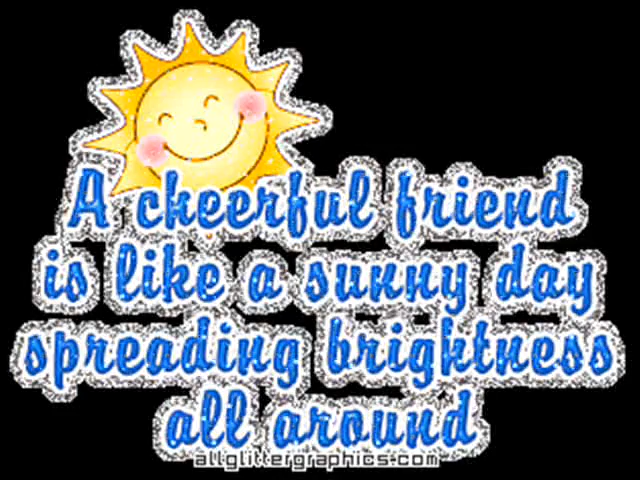 A cheerful friend
is like a sunny day
spreading brightness
all around
allglittergraphics.com